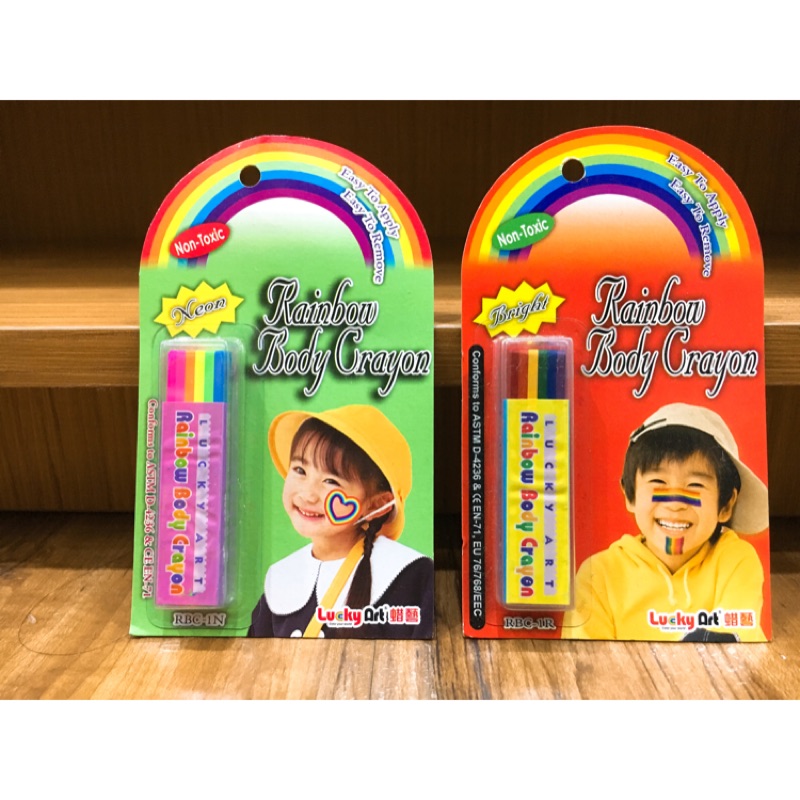 Easy To Apply
Easy To Remove
Non-Toxic
Neon
Rainbow
Body Crayon
LUCKY ART
Rainbow Body Crayon
Conforms to ASTM D-4236 & CE EN-71
RBC-1N
Lucky Art 蜡藝
Easy To Apply
Easy To Remove
Non-Toxic
Bright
Rainbow
Body Crayon
LUCKY ART
Rainbow Body Crayon
Conforms to ASTM D-4236 & CE EN-71, EU 76/768/EEC
RBC-1R
Lucky Art 蜡藝